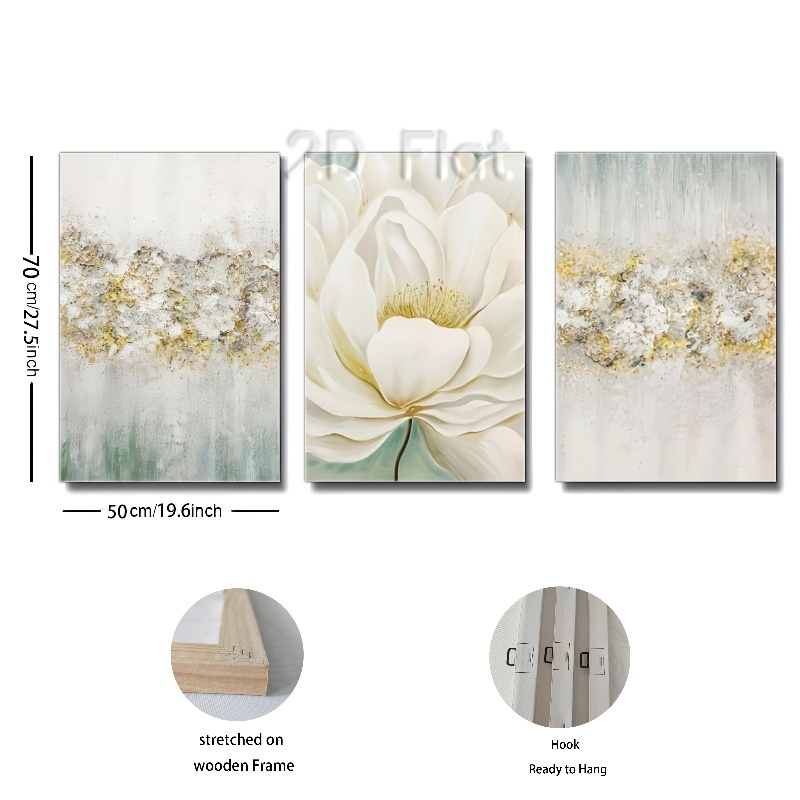 2D Flat
70 cm/27.5inch
50 cm/19.6inch
stretched on
wooden Frame
Hook
Ready to Hang